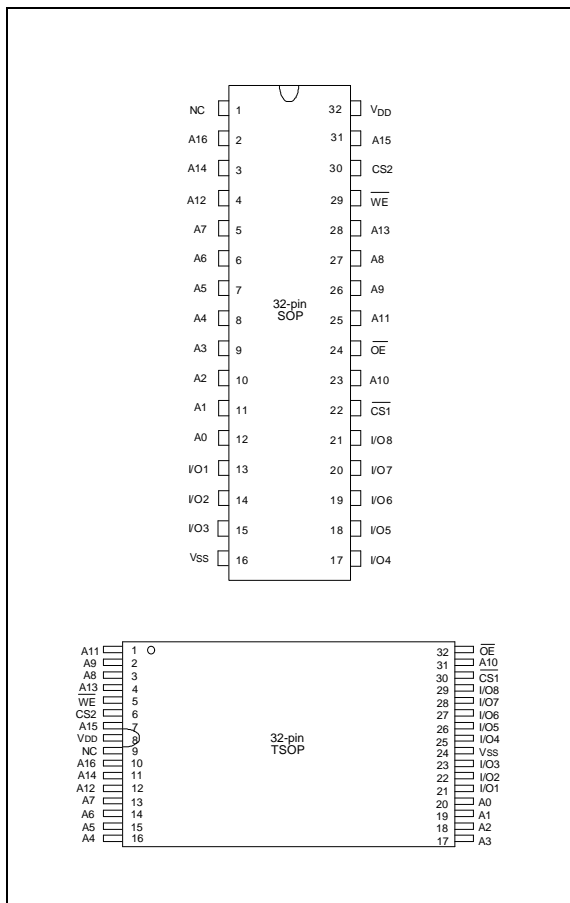 NC 1 32 VDD
A16 2 31 A15
A14 3 30 CS2
A12 4 29 WE
A7 5 28 A13
A6 6 27 A8
A5 7 26 A9
32-pin
SOP
A4 8 25 A11
A3 9 24 OE
A2 10 23 A10
A1 11 22 CS1
A0 12 21 I/O8
I/O1 13 20 I/O7
I/O2 14 19 I/O6
I/O3 15 18 I/O5
VSS 16 17 I/O4
A11 1 32 OE
A9 2 31 A10
A8 3 30 CS1
A13 4 29 I/O8
WE 5 28 I/O7
CS2 6 27 I/O6
A15 7 26 I/O5
VDD 8 25 I/O4
32-pin
TSOP
NC 9 24 VSS
A16 10 23 I/O3
A14 11 22 I/O2
A12 12 21 I/O1
A7 13 20 A0
A6 14 19 A1
A5 15 18 A2
A4 16 17 A3